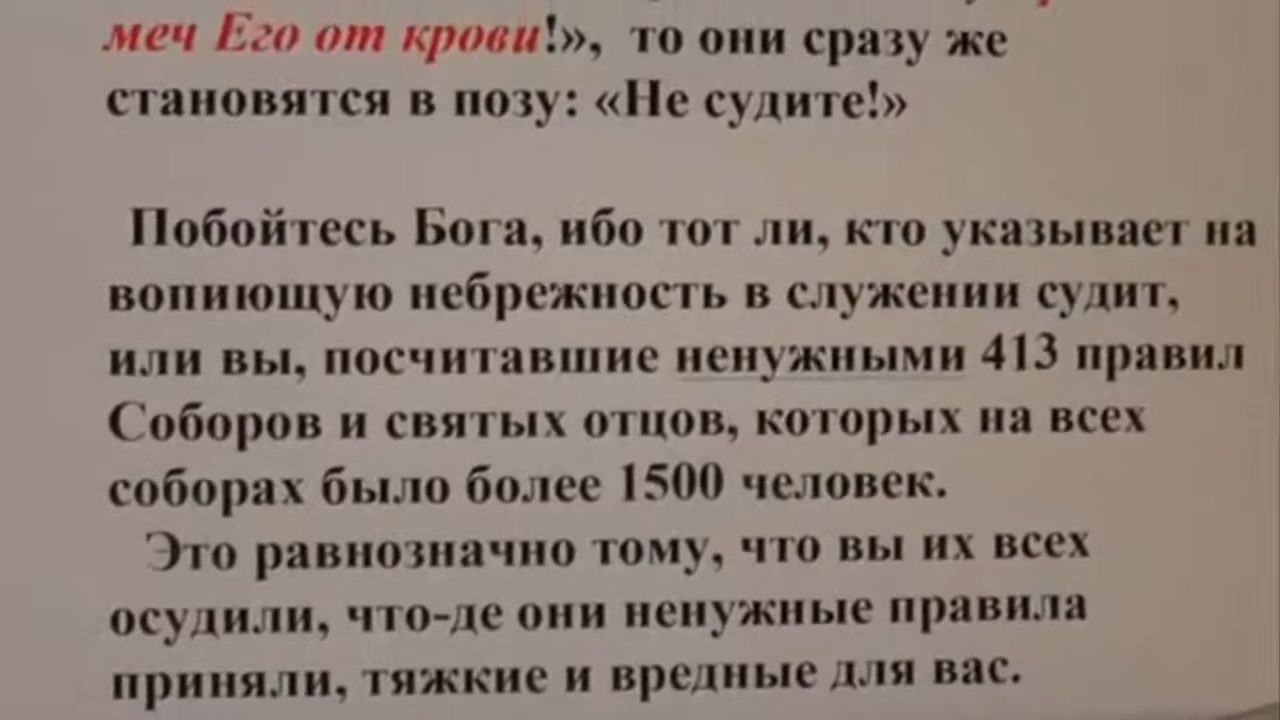 меч Его от крови!», то они сразу же
становятся в позу: «Не судите!»
Побойтесь Бога, ибо тот ли, кто указывает на
вопиющую небрежность в служении судит,
или вы, посчитавшие ненужными 413 правил
Соборов и святых отцов, которых на всех
соборах было более 1500 человек.
Это равнозначно тому, что вы их всех
осудили, что-де они ненужные правила
приняли, тяжкие и вредные для вас.